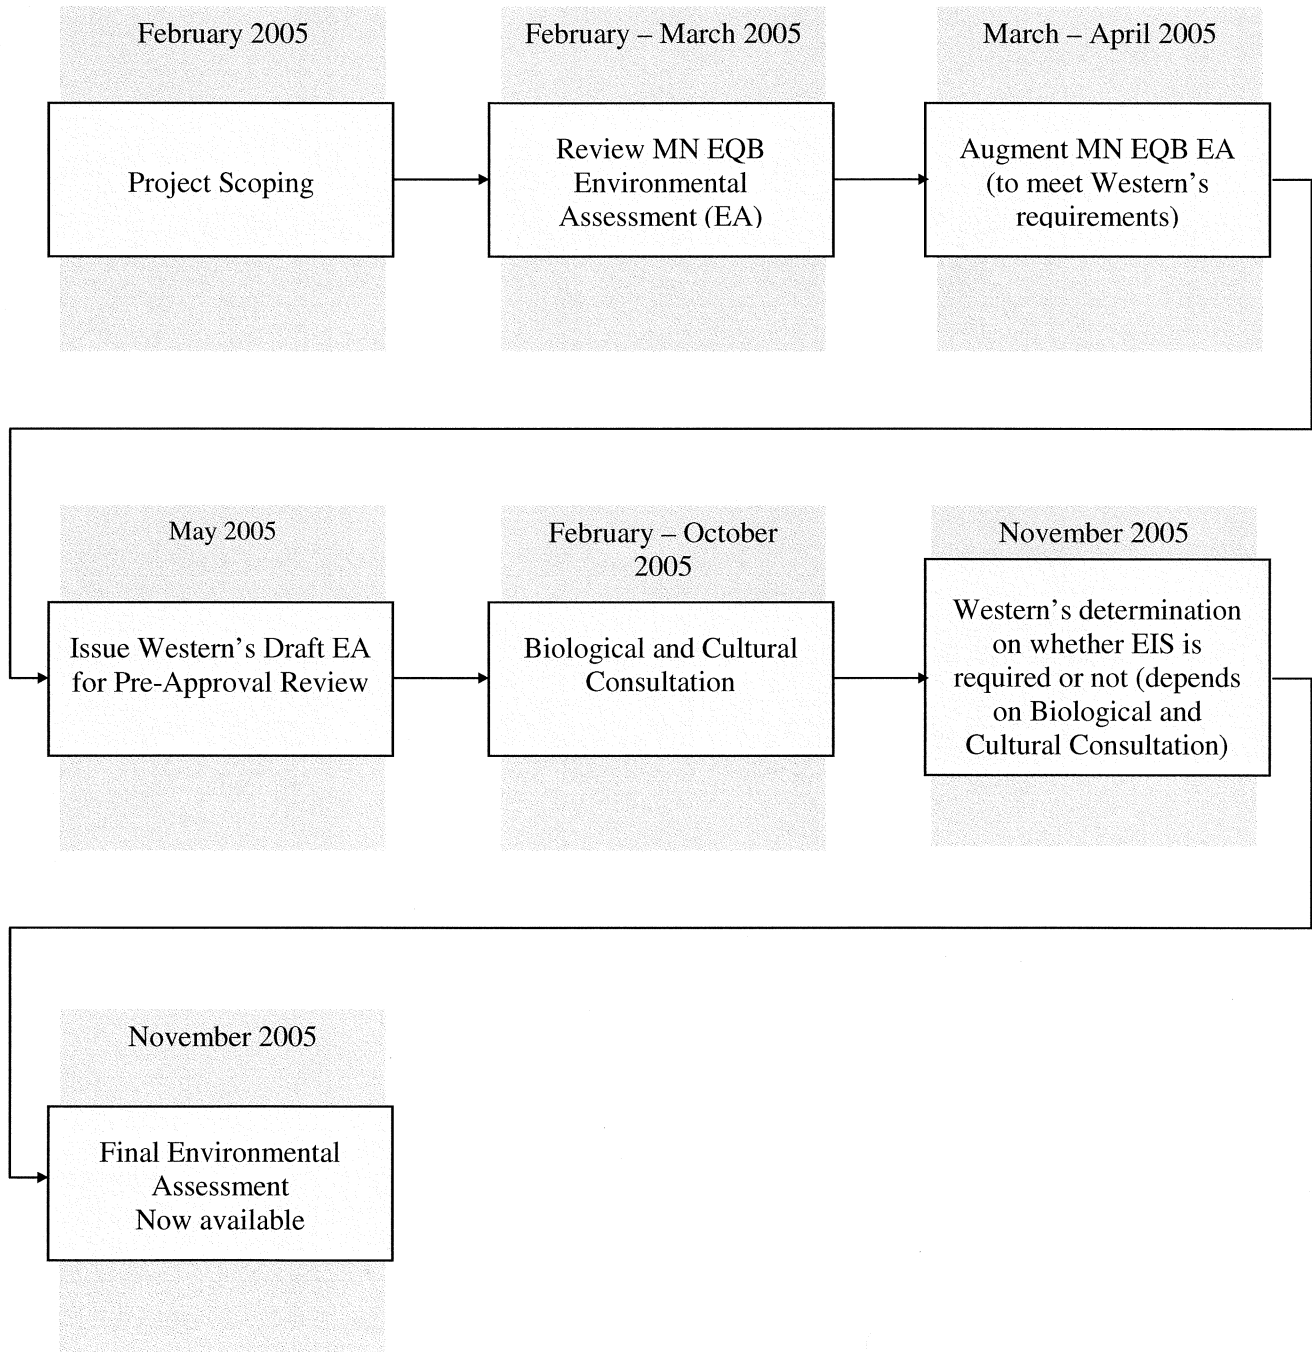 February 2005
Project Scoping
February – March 2005
Review MN EQB
Environmental
Assessment (EA)
March – April 2005
Augment MN EQB EA
(to meet Western's
requirements)
May 2005
Issue Western's Draft EA
for Pre-Approval Review
February – October
2005
Biological and Cultural
Consultation
November 2005
Western's determination
on whether EIS is
required or not (depends
on Biological and
Cultural Consultation)
November 2005
Final Environmental
Assessment
Now available